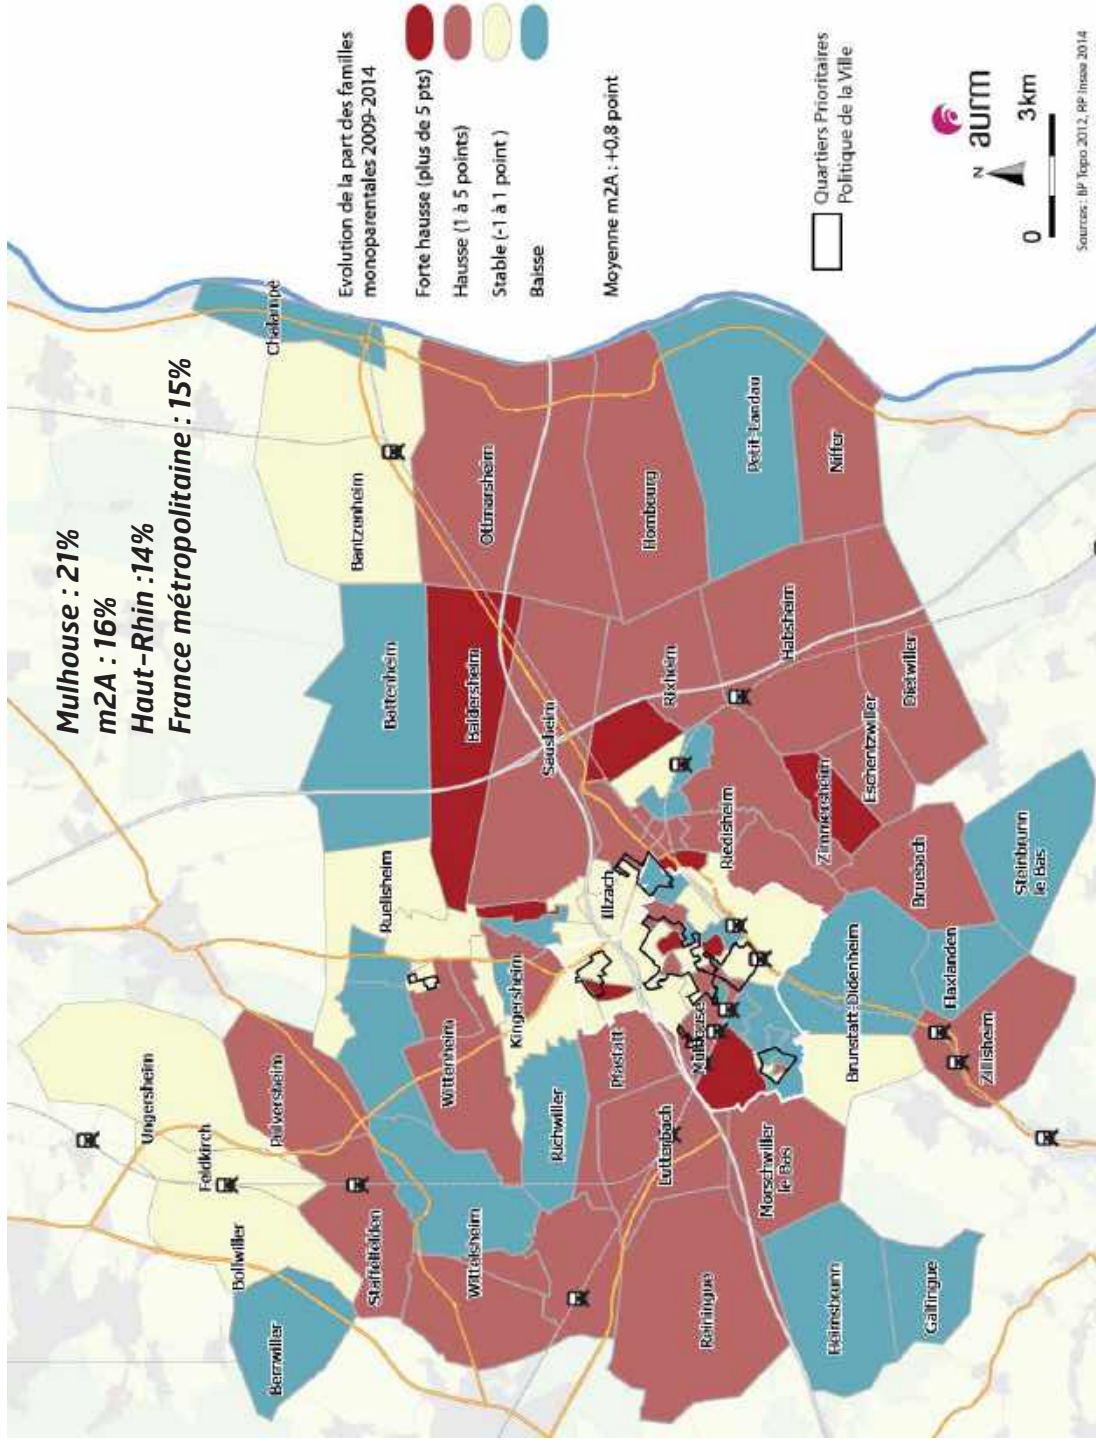 Mulhouse : 21%
m2A : 16%
Haut-Rhin :14%
France métropolitaine : 15%
Evolution de la part des familles
monoparentales 2009-2014
Forte hausse (plus de 5 pts)
Hausse (1 à 5 points)
Stable (-1 à 1 point )
Baisse
Moyenne m2A : +0,8 point
Quartiers Prioritaires
Politique de la Ville
N
aurm
0
3km
Sources : BP Topo 2012, RP Insee 2014
Ungersheim
Feldkirch
Bollwiller
Berrwiller
Pulversheim
Staffelfelden
Ruelisheim
Battenheim
Bantzenheim
Chalampé
Wittenheim
Wittelsheim
Kingersheim
Baldersheim
Ottmarsheim
Richwiller
Sausheim
Pfastatt
Illzach
Hombourg
Lutterbach
Rixheim
Reiningue
Mulhouse
Riedisheim
Petit-Landau
Habsheim
Morschwiller
le Bas
Zimmersheim
Niffer
Heimsbrunn
Brunstatt-Didenheim
Eschentzwiller
Dietwiller
Galfingue
Bruebach
Flaxlanden
Zillisheim
Steinbrunn
le Bas